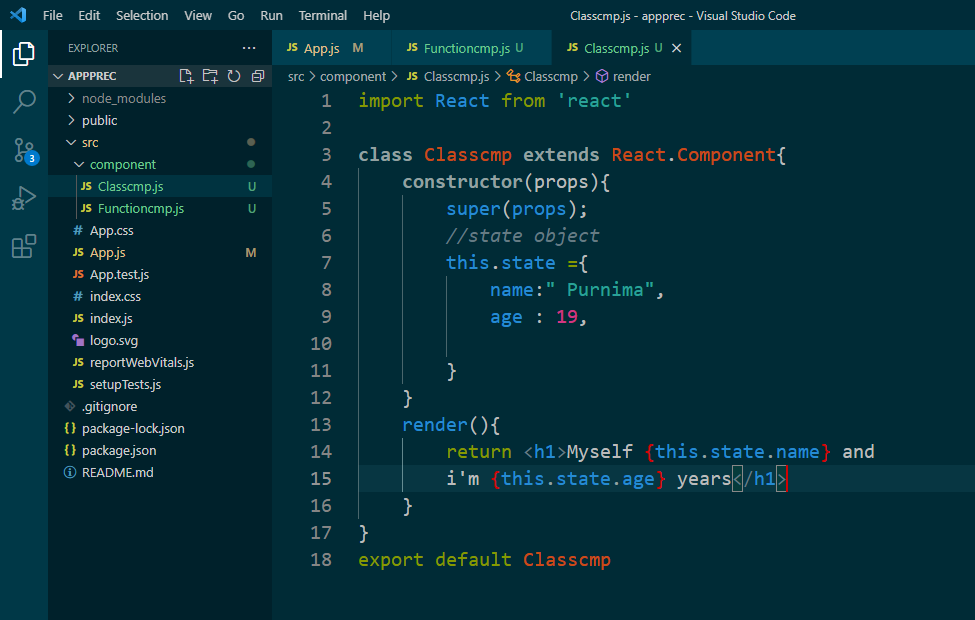 File Edit Selection View Go Run Terminal Help Classcmp.js - appprec - Visual Studio Code
EXPLORER ···
JS App.js M JS Functioncmp.js U JS Classcmp.js U ×
APPPREC
src > component > JS Classcmp.js > Classcmp > render
node_modules
public
src
component
JS Classcmp.js U
JS Functioncmp.js U
# App.css
JS App.js M
JS App.test.js
# index.css
JS index.js
logo.svg
JS reportWebVitals.js
JS setupTests.js
.gitignore
{} package-lock.json
{} package.json
README.md
3
1 import React from 'react'
2
3 class Classcmp extends React.Component{
4 constructor(props){
5 super(props);
6 //state object
7 this.state ={
8 name:" Purnima",
9 age : 19,
10
11 }
12 }
13 render(){
14 return <h1>Myself {this.state.name} and
15 i'm {this.state.age} years</h1>
16 }
17 }
18 export default Classcmp